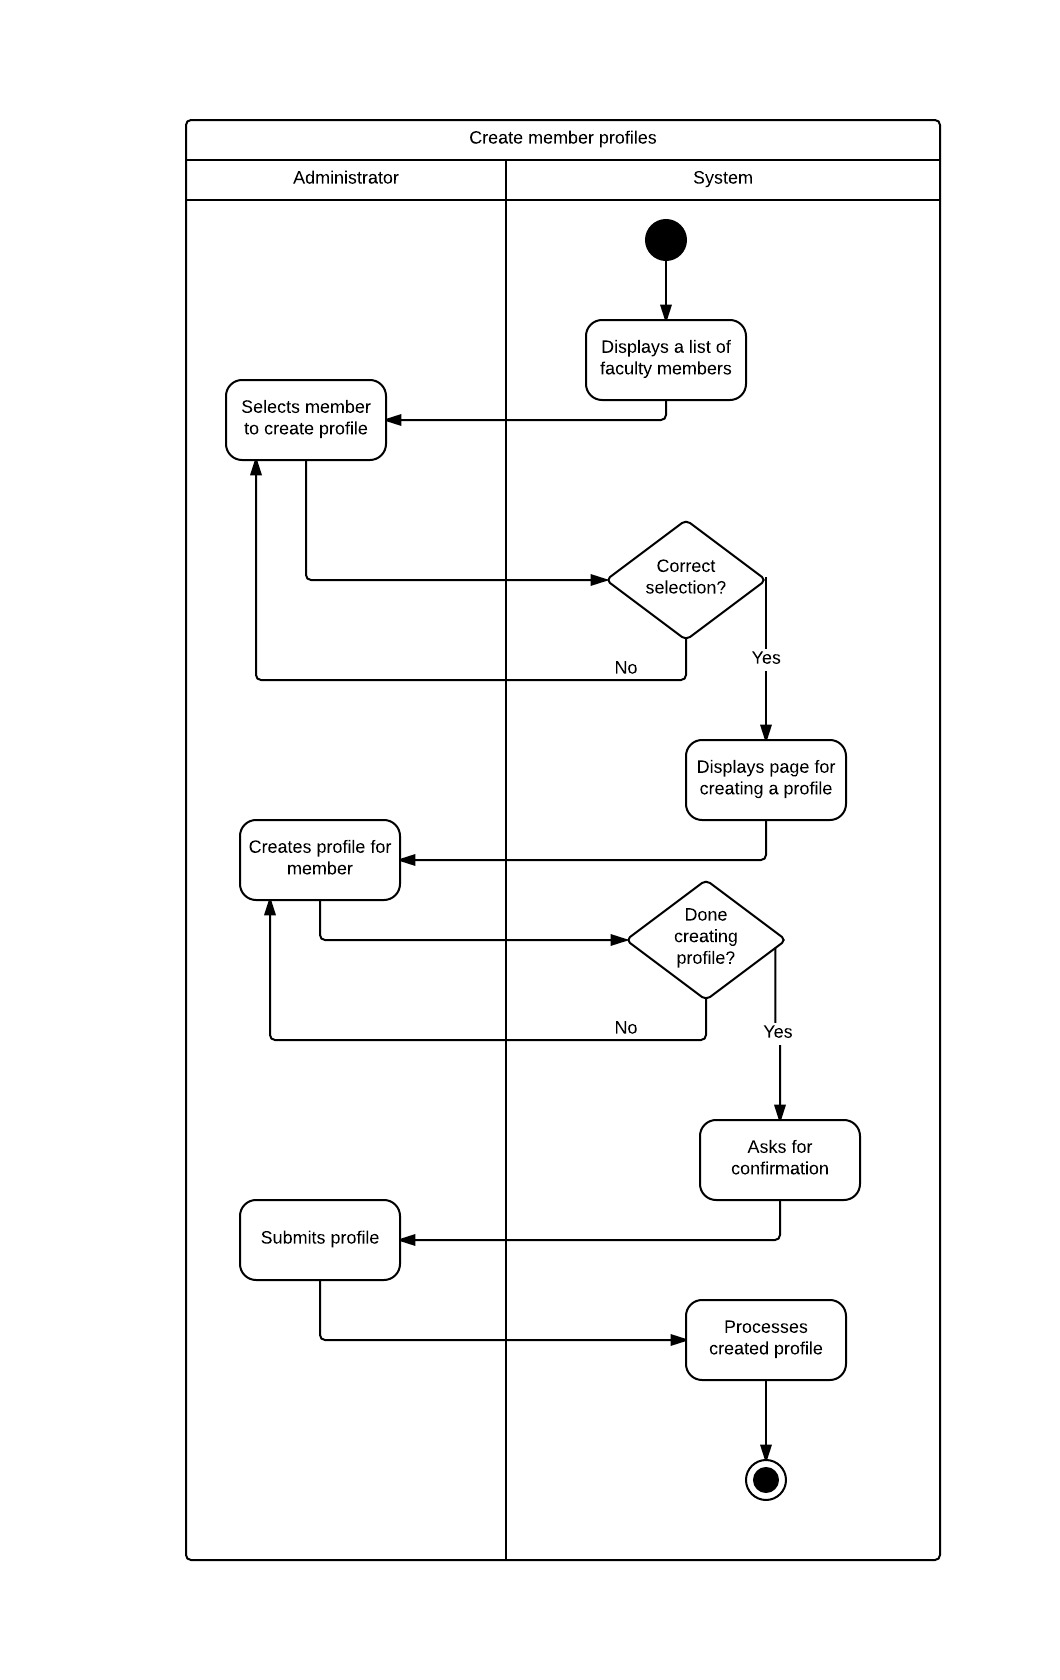 Create member profiles
Administrator
System
Displays a list of
faculty members
Selects member
to create profile
Correct
selection?
Yes
No
Displays page for
creating a profile
Creates profile for
member
Done
creating
profile?
No
Yes
Asks for
confirmation
Submits profile
Processes
created profile